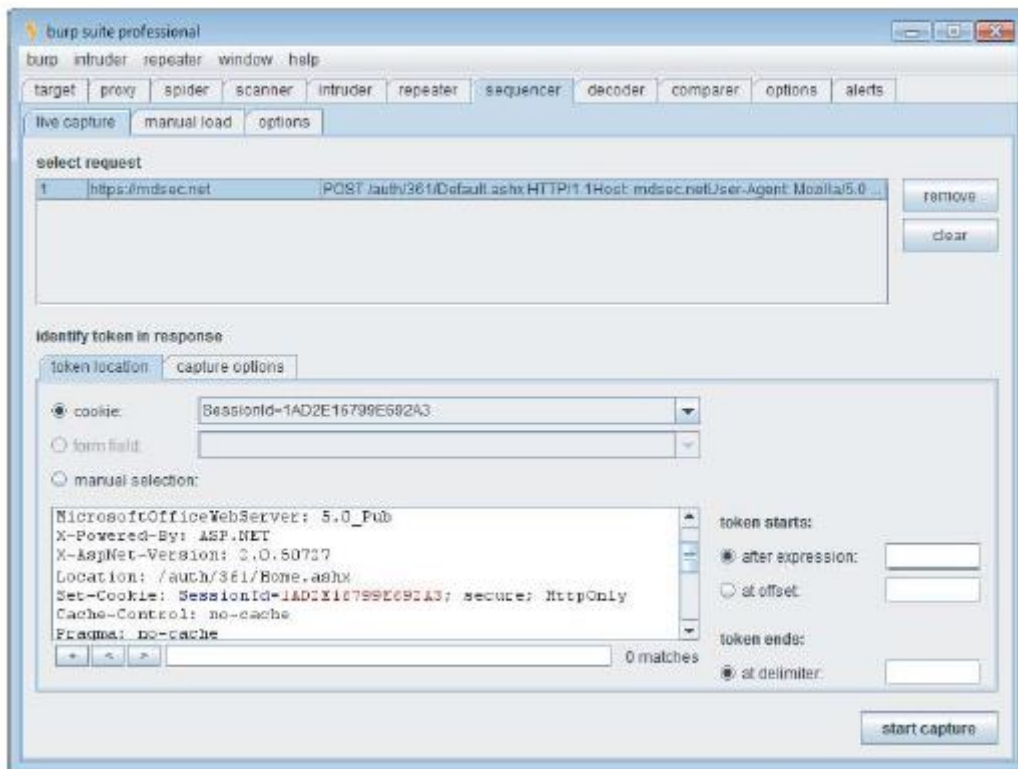 burp suite professional
burp intruder repeater window help
target proxy spider scanner intruder repeater sequencer decoder comparer options alerts
live capture manual load options
select request
1 https://mdsec.net POST /auth/361/Default.ashx HTTP/1.1Host: mdsec.netUser-Agent: Mozilla/5.0 ...
remove
clear
identify token in response
token location capture options
cookie: SessionId=1AD2E16799E692A3
form field:
manual selection:
MicrosoftOfficeWebServer: 5.0_Pub
X-Powered-By: ASP.NET
X-AspNet-Version: 2.0.50727
Location: /auth/361/Home.ashx
Set-Cookie: SessionId=1AD2E16799E692A3; secure; HttpOnly
Cache-Control: no-cache
Pragma: no-cache
token starts:
after expression:
at offset:
token ends:
at delimiter:
+ < > 0 matches
start capture